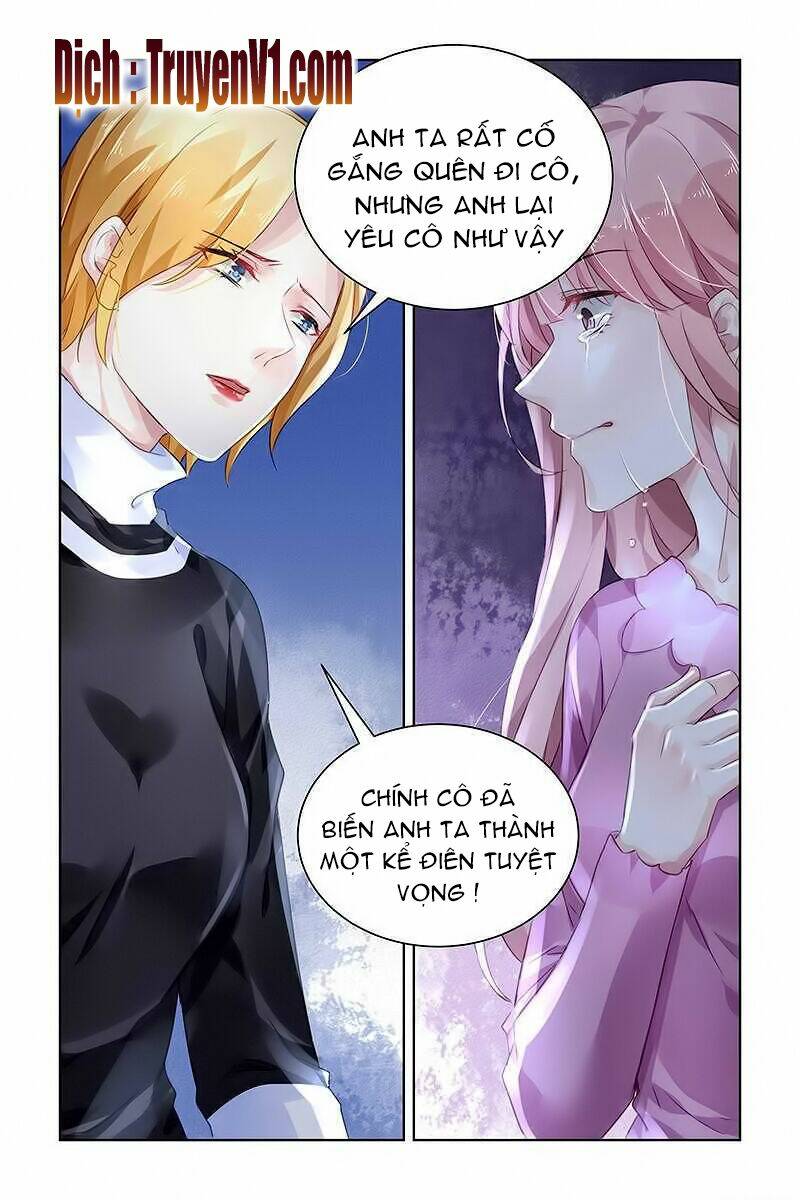 Dịch : TruyenV1.com
ANH TA RẤT CỐ
GẮNG QUÊN ĐI CÔ,
NHƯNG ANH LẠI
YÊU CÔ NHƯ VẬY
CHÍNH CÔ ĐÃ
BIẾN ANH TA THÀNH
MỘT KỂ ĐIÊN TUYỆT
VỌNG !